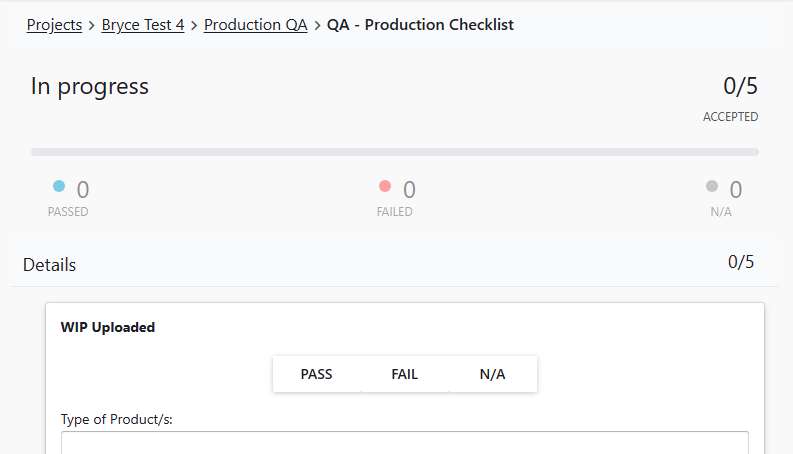 Projects > Bryce Test 4 > Production QA > QA - Production Checklist
In progress 0/5
ACCEPTED
0 0 0
PASSED FAILED N/A
Details 0/5
WIP Uploaded
PASS FAIL N/A
Type of Product/s: